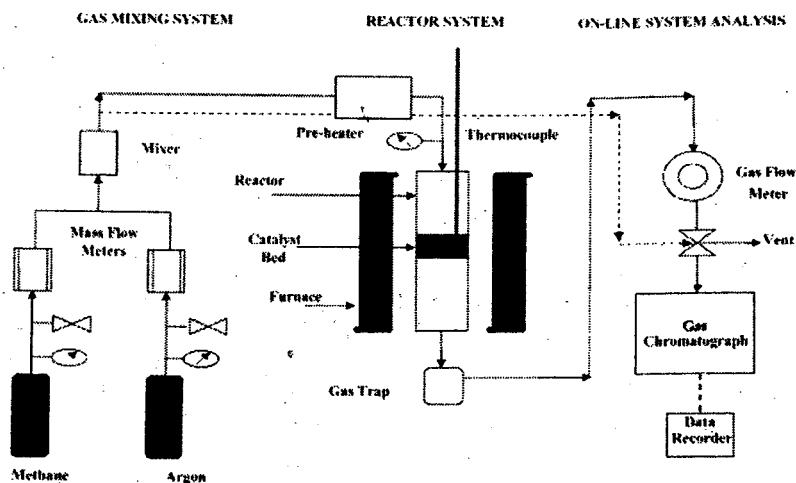 GAS MIXING SYSTEM
REACTOR SYSTEM
ON-LINE SYSTEM ANALYSIS
Pre-heater
Thermocouple
Mixer
Reactor
Gas Flow
Meter
Mass Flow
Meters
Catalyst
Bed
Vent
Furnace
Gas
Chromatograph
Gas Trap
Data
Recorder
Methane
Argon